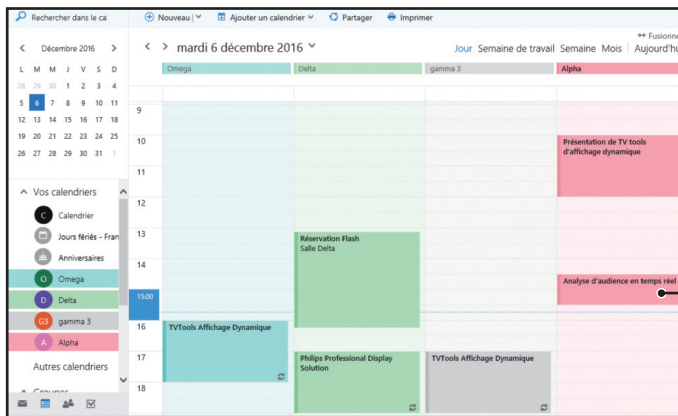 Rechercher dans le ca
Nouveau
Ajouter un calendrier
Partager
Imprimer
Décembre 2016
mardi 6 décembre 2016
Fusionne
Jour Semaine de travail Semaine Mois Aujourd'hu
L M M J V S D
28 29 30 1 2 3 4
5 6 7 8 9 10 11
12 13 14 15 16 17 18
19 20 21 22 23 24 25
26 27 28 29 30 31 1
Omega
Delta
gamma 3
Alpha
9
10
11
12
13
14
15:00
16
17
18
Présentation de TV tools
d'affichage dynamique
Réservation Flash
Salle Delta
Analyse d'audience en temps réel
TVTools Affichage Dynamique
Philips Professional Display
Solution
TVTools Affichage Dynamique
Vos calendriers
C Calendrier
Jours fériés - Fran
Anniversaires
O Omega
D Delta
G3 gamma 3
A Alpha
Autres calendriers